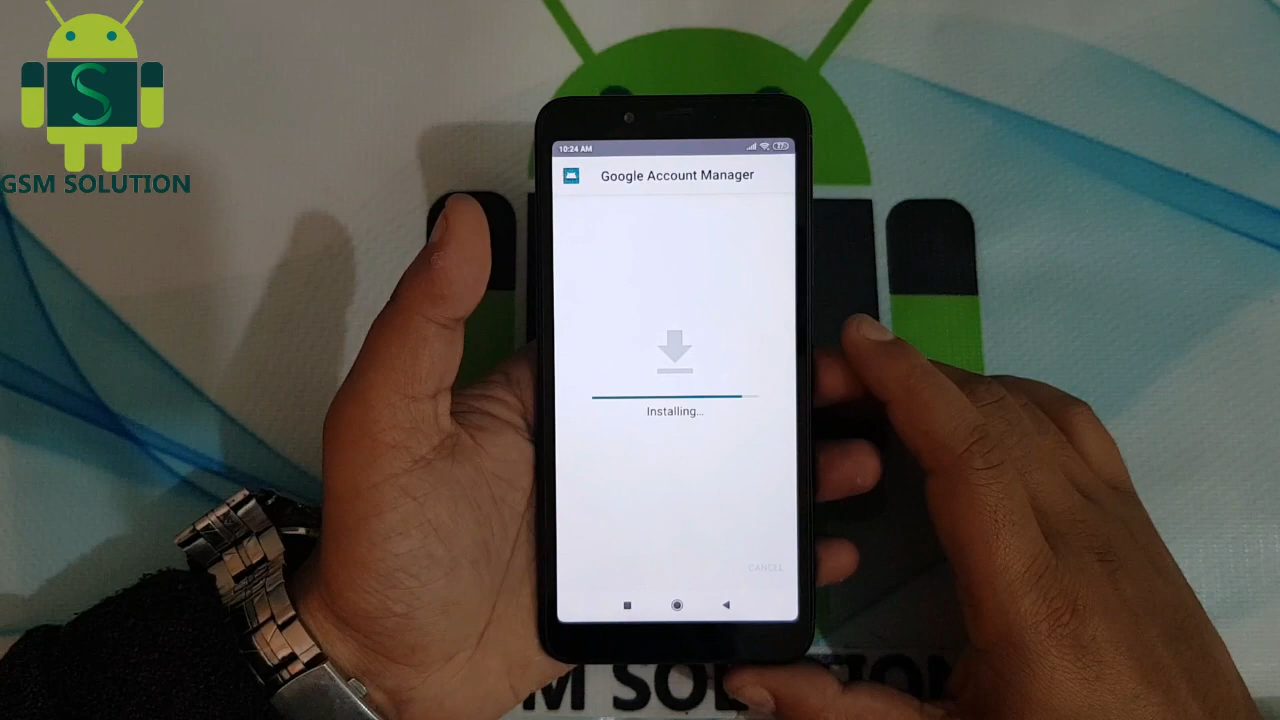 S
GSM SOLUTION
10:24 AM
Google Account Manager
Installing...
CANCEL
M SOLUTION